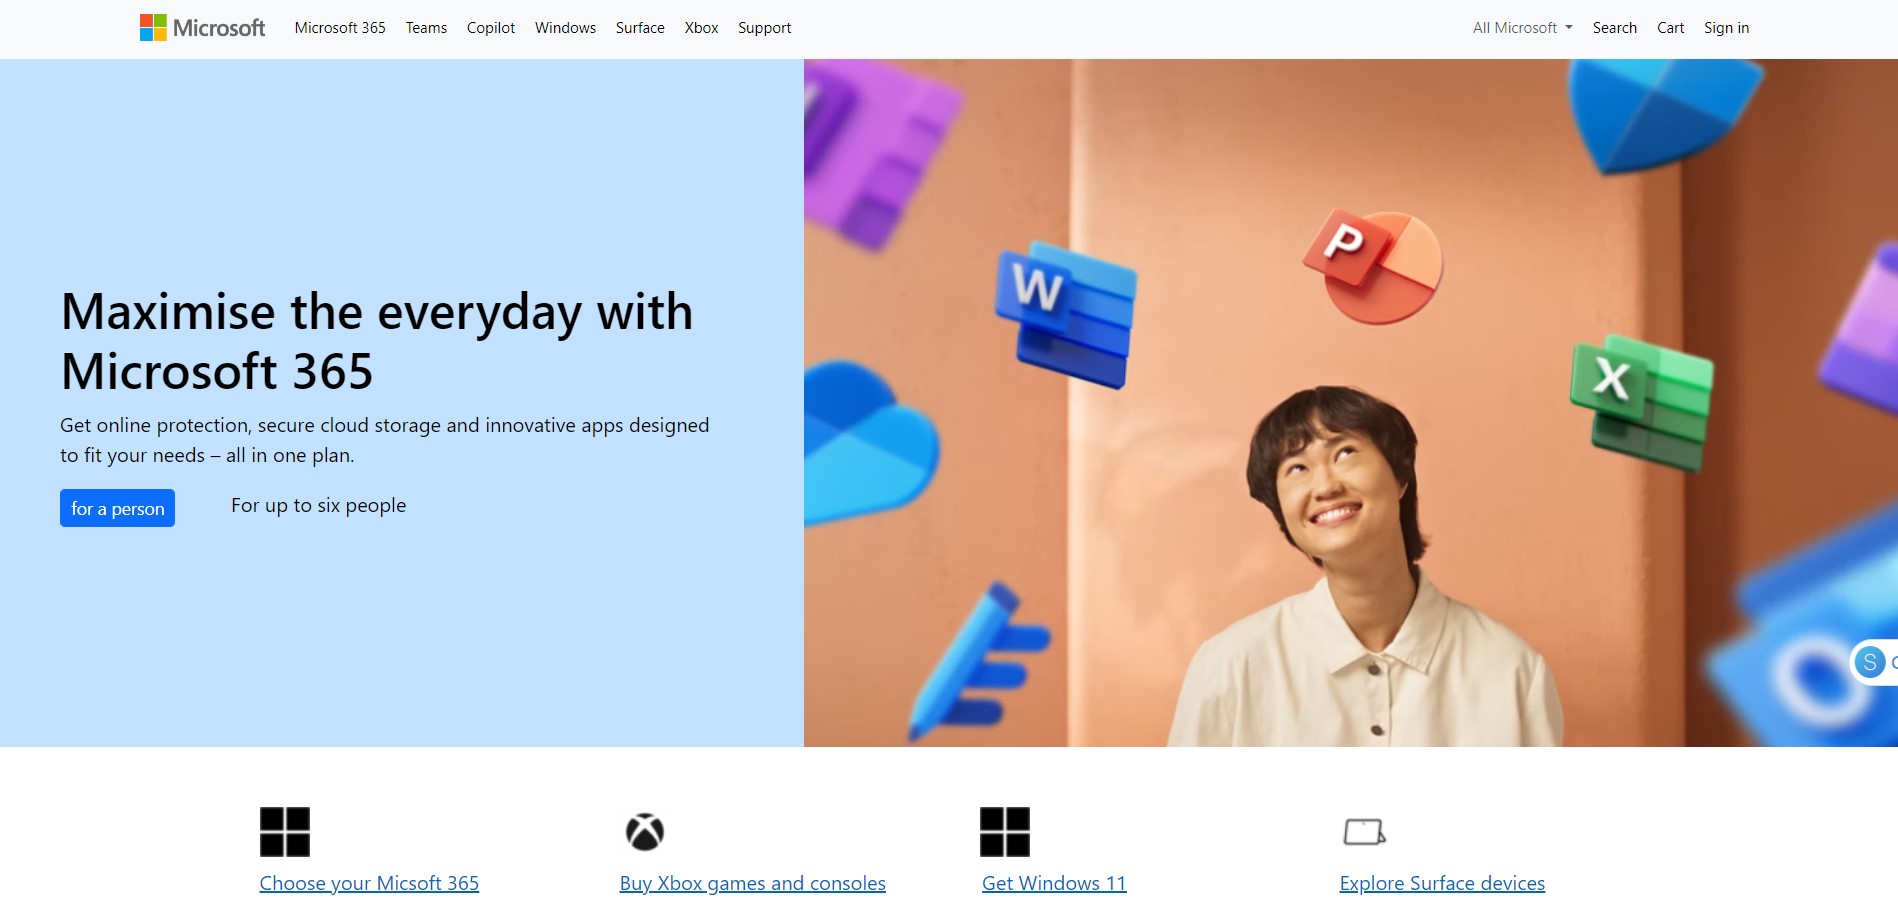 Microsoft
Microsoft 365 Teams Copilot Windows Surface Xbox Support
All Microsoft Search Cart Sign in
Maximise the everyday with
Microsoft 365
Get online protection, secure cloud storage and innovative apps designed
to fit your needs – all in one plan.
for a person For up to six people
W
P
X
S
Choose your Micsoft 365
Buy Xbox games and consoles
Get Windows 11
Explore Surface devices